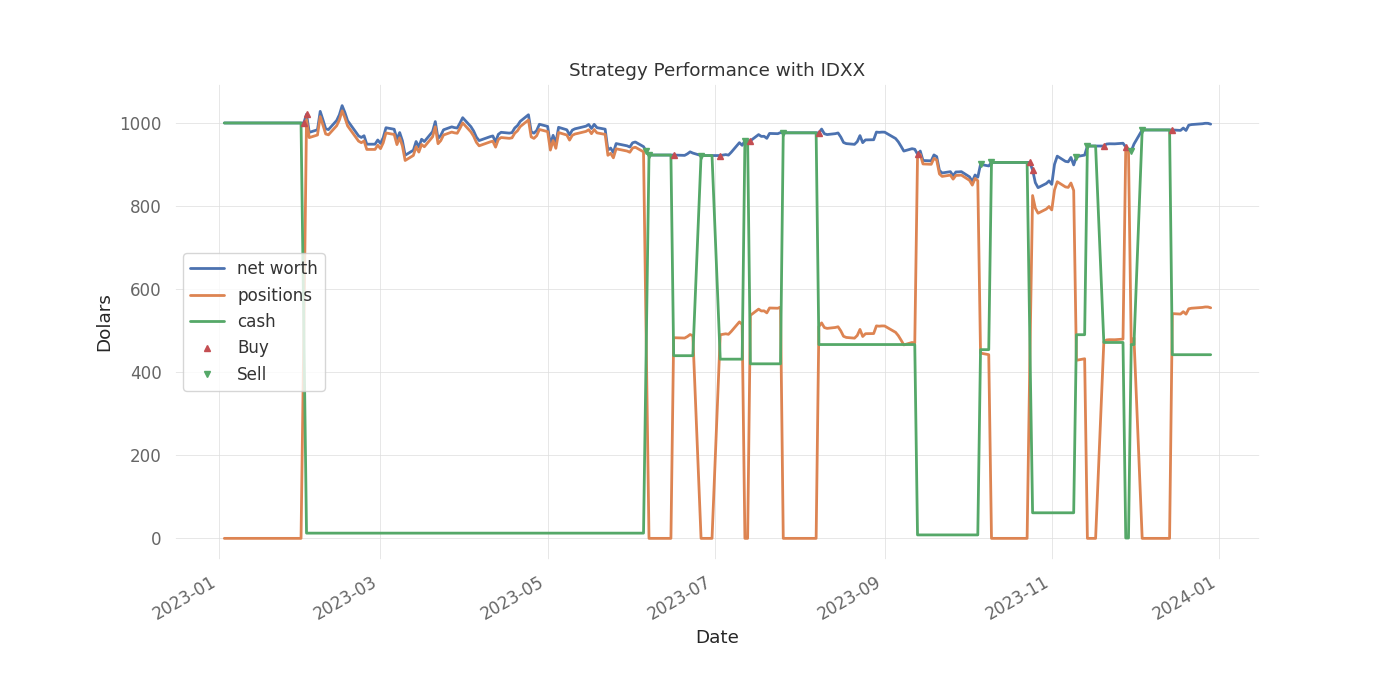 Strategy Performance with IDXX
1000
800
600
400
200
0
Dolars
net worth
positions
cash
Buy
Sell
2023-01
2023-03
2023-05
2023-07
2023-09
2023-11
2024-01
Date